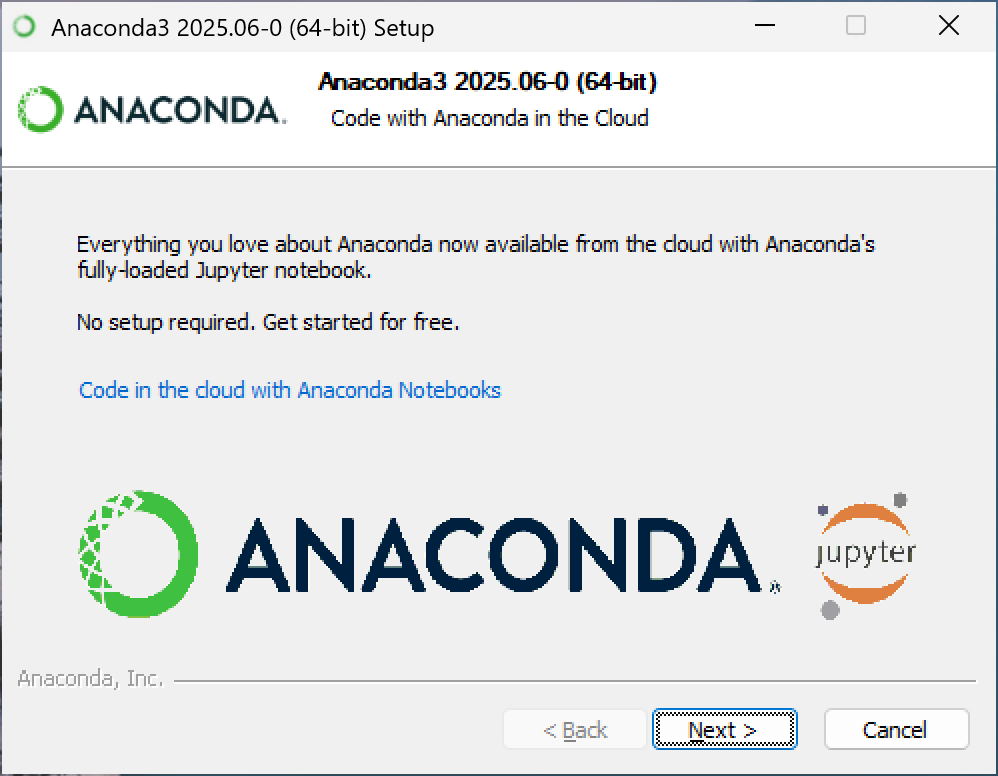 Anaconda3 2025.06-0 (64-bit) Setup
ANACONDA.
Anaconda3 2025.06-0 (64-bit)
Code with Anaconda in the Cloud
Everything you love about Anaconda now available from the cloud with Anaconda's
fully-loaded Jupyter notebook.
No setup required. Get started for free.
Code in the cloud with Anaconda Notebooks
ANACONDA.
jupyter
Anaconda, Inc.
< Back
Next >
Cancel